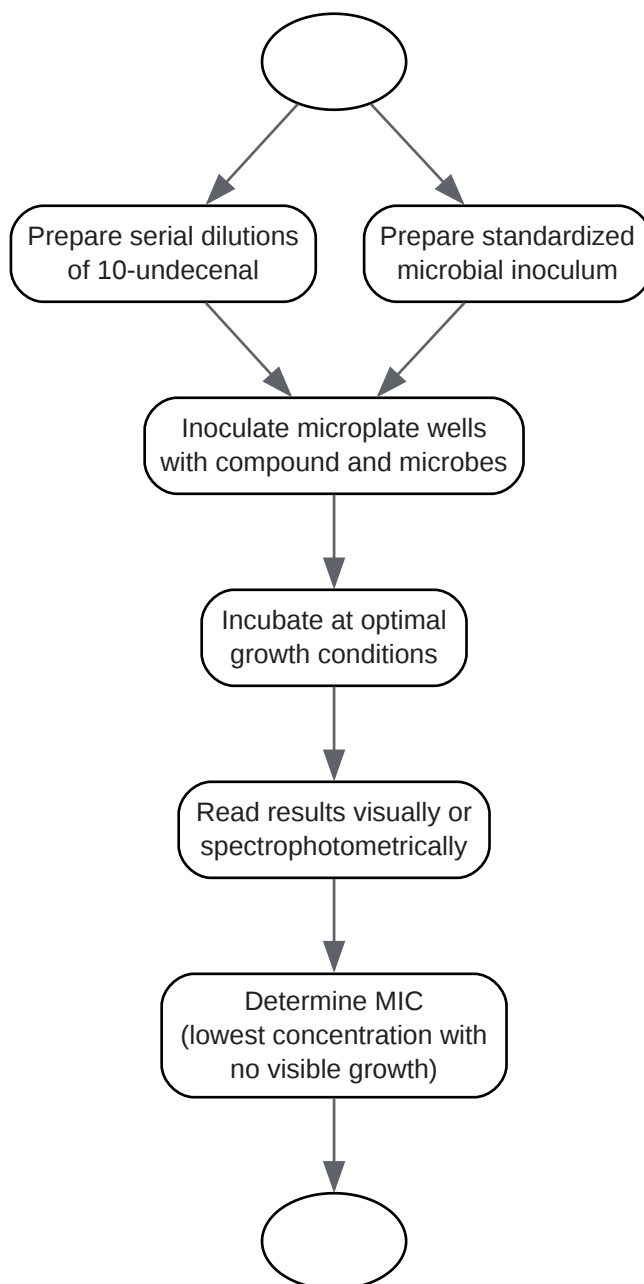 Prepare serial dilutions
of 10-undecenal
Prepare standardized
microbial inoculum
Inoculate microplate wells
with compound and microbes
Incubate at optimal
growth conditions
Read results visually or
spectrophotometrically
Determine MIC
(lowest concentration with
no visible growth)